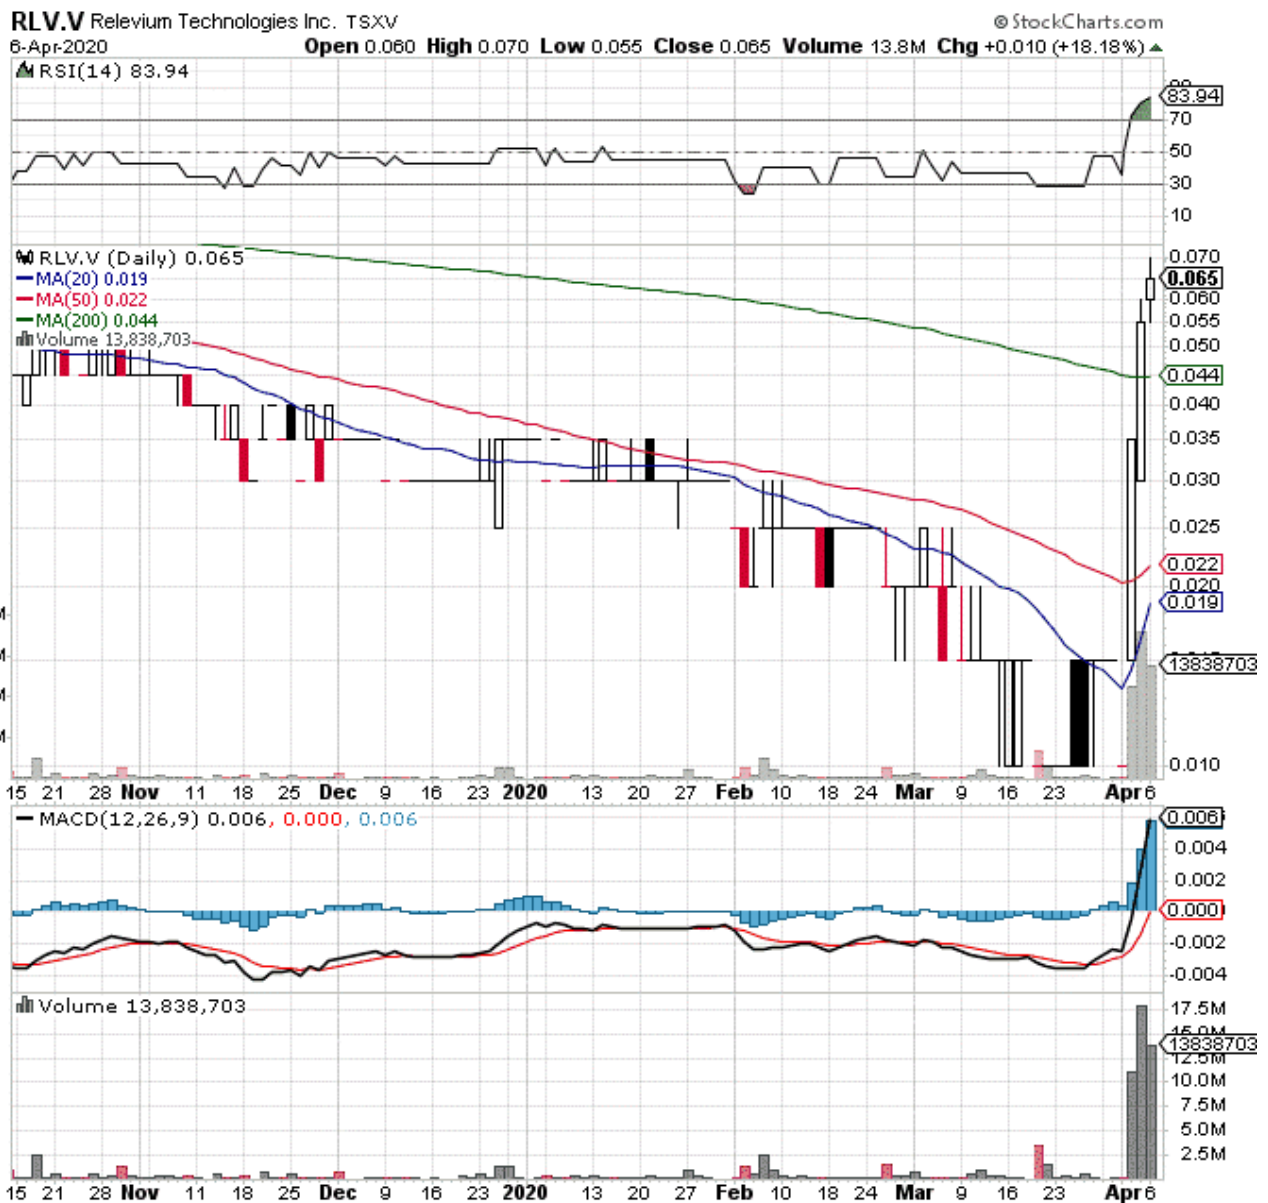 RLV.V Relevium Technologies Inc. TSXV © StockCharts.com
6-Apr-2020 Open 0.060 High 0.070 Low 0.055 Close 0.065 Volume 13.8M Chg +0.010 (+18.18%)
RSI(14) 83.94
83.94
70
50
30
10
RLV.V (Daily) 0.065
MA(20) 0.019
MA(50) 0.022
MA(200) 0.044
Volume 13,838,703
0.070
0.065
0.060
0.055
0.050
0.044
0.040
0.035
0.030
0.025
0.022
0.020
0.019
13838703
0.010
15 21 28 Nov 11 18 25 Dec 9 16 23 2020 13 20 27 Feb 10 18 24 Mar 9 16 23 Apr 6
MACD(12,26,9) 0.006, 0.000, 0.006
0.006
0.004
0.002
0.000
-0.002
-0.004
Volume 13,838,703
17.5M
15.0M
13838703
12.5M
10.0M
7.5M
5.0M
2.5M
15 21 28 Nov 11 18 25 Dec 9 16 23 2020 13 20 27 Feb 10 18 24 Mar 9 16 23 Apr 6